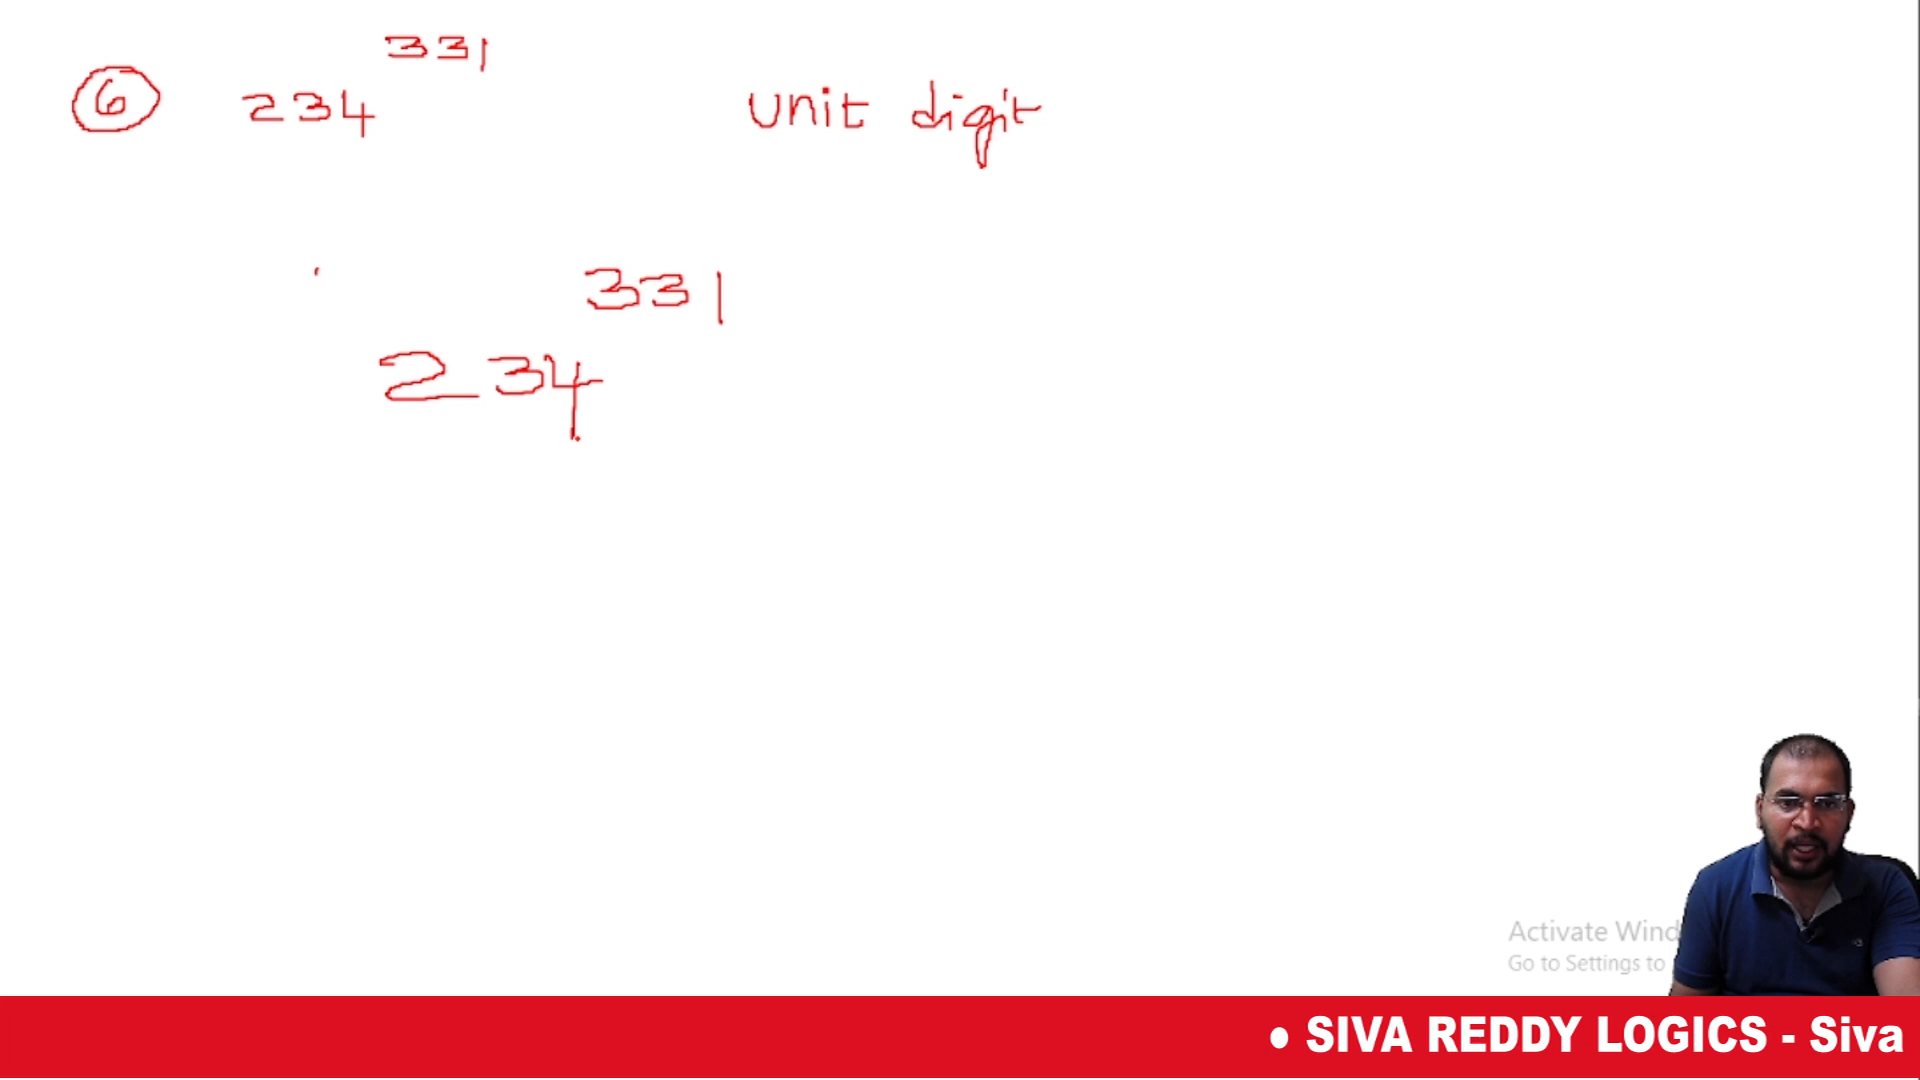 6 234^331 unit digit
234^331
Activate Wind
Go to Settings to
• SIVA REDDY LOGICS - Siva